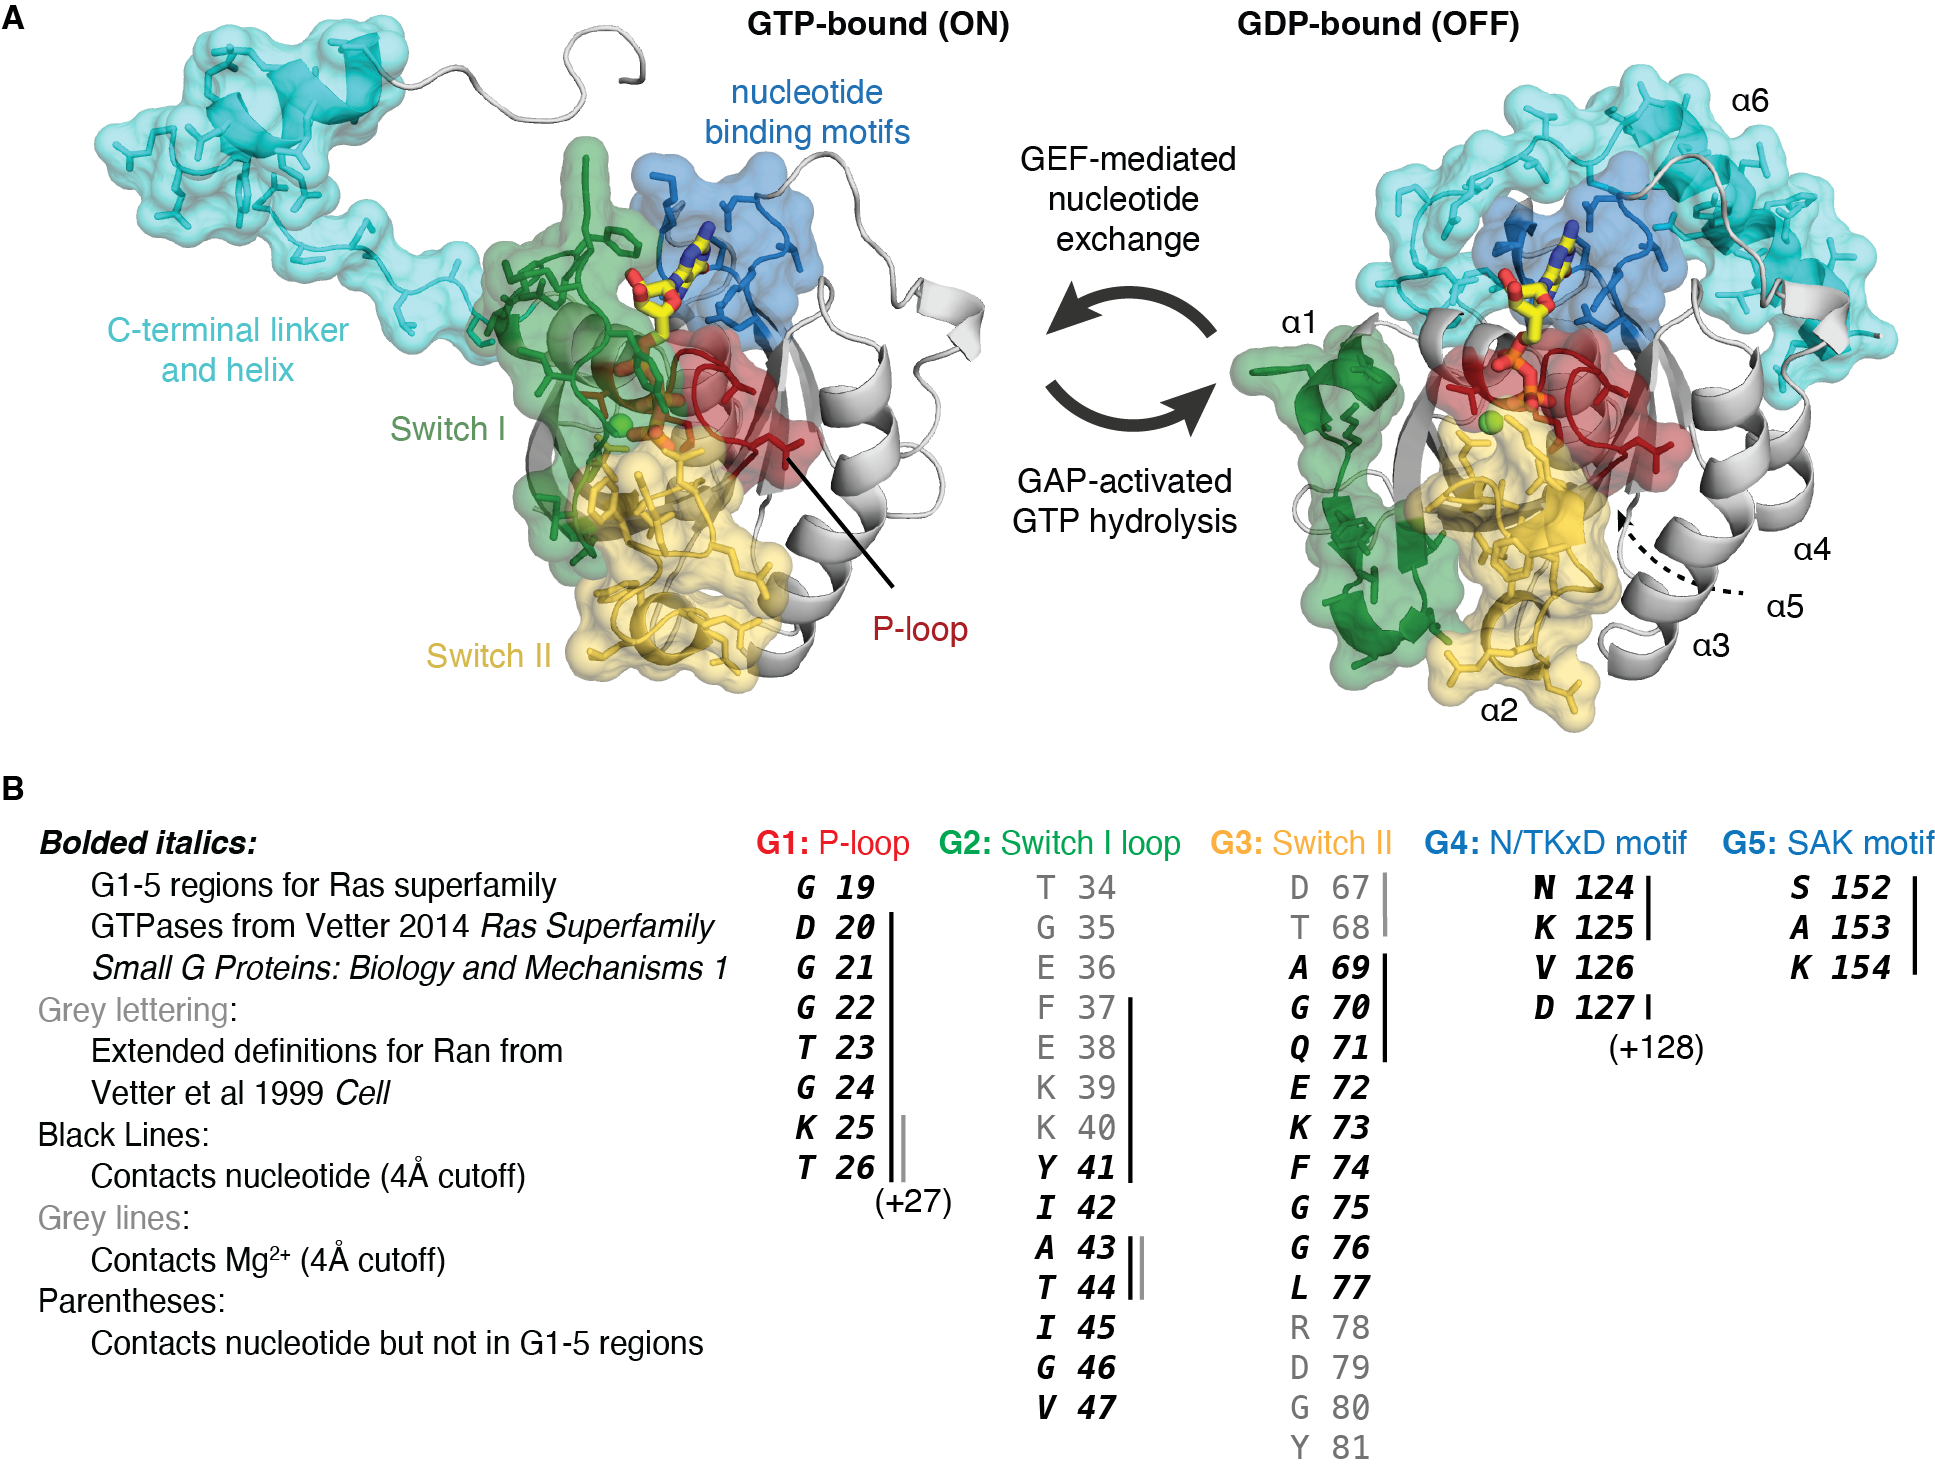 A
GTP-bound (ON)
GDP-bound (OFF)
nucleotide
binding motifs
α6
GEF-mediated
nucleotide
exchange
C-terminal linker
and helix
α1
Switch I
GAP-activated
GTP hydrolysis
α4
α5
P-loop
α3
Switch II
α2
B
Bolded italics:
G1-5 regions for Ras superfamily
GTPases from Vetter 2014 Ras Superfamily
Small G Proteins: Biology and Mechanisms 1
Grey lettering:
Extended definitions for Ran from
Vetter et al 1999 Cell
Black Lines:
Contacts nucleotide (4Å cutoff)
Grey lines:
Contacts Mg²⁺ (4Å cutoff)
Parentheses:
Contacts nucleotide but not in G1-5 regions
G1: P-loop
G 19
D 20
G 21
G 22
T 23
G 24
K 25
T 26
(+27)
G2: Switch I loop
T 34
G 35
E 36
F 37
E 38
K 39
K 40
Y 41
I 42
A 43
T 44
I 45
G 46
V 47
G3: Switch II
D 67
T 68
A 69
G 70
Q 71
E 72
K 73
F 74
G 75
G 76
L 77
R 78
D 79
G 80
Y 81
G4: N/TKxD motif
N 124
K 125
V 126
D 127
(+128)
G5: SAK motif
S 152
A 153
K 154